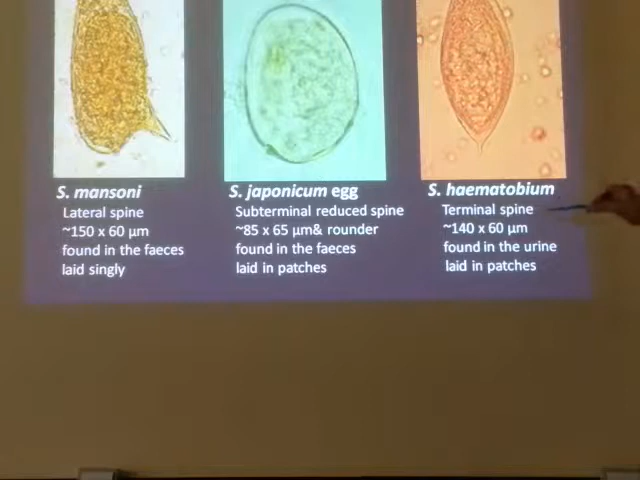 S. mansoni
Lateral spine
~150 x 60 µm
found in the faeces
laid singly
S. japonicum egg
Subterminal reduced spine
~85 x 65 µm& rounder
found in the faeces
laid in patches
S. haematobium
Terminal spine
~140 x 60 µm
found in the urine
laid in patches